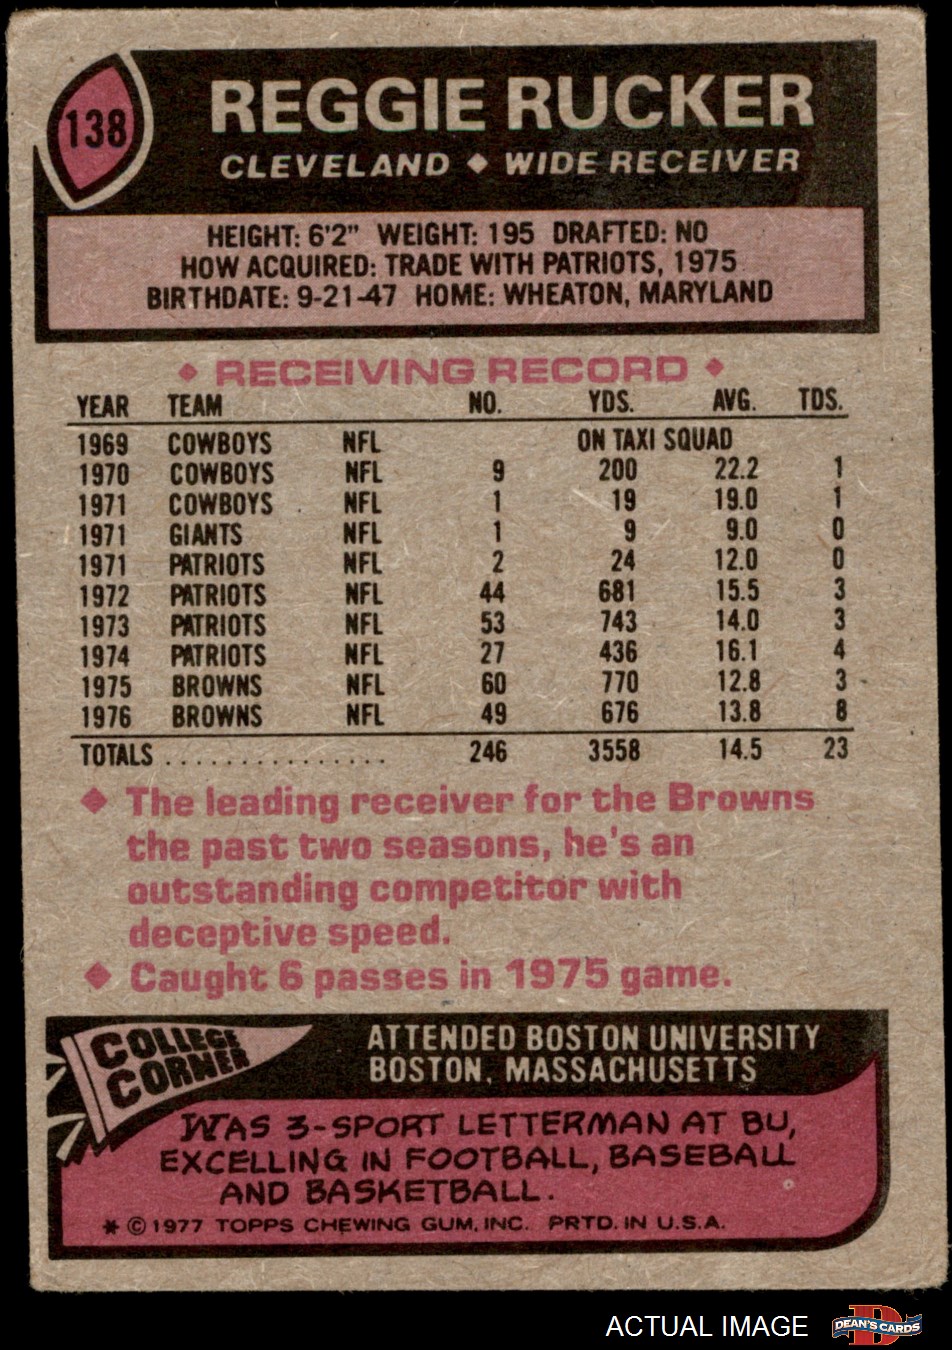 138
REGGIE RUCKER
CLEVELAND ◆ WIDE RECEIVER
HEIGHT: 6'2" WEIGHT: 195 DRAFTED: NO
HOW ACQUIRED: TRADE WITH PATRIOTS, 1975
BIRTHDATE: 9-21-47 HOME: WHEATON, MARYLAND
◆ RECEIVING RECORD ◆
YEAR TEAM NO. YDS. AVG. TDS.
1969 COWBOYS NFL ON TAXI SQUAD
1970 COWBOYS NFL 9 200 22.2 1
1971 COWBOYS NFL 1 19 19.0 1
1971 GIANTS NFL 1 9 9.0 0
1971 PATRIOTS NFL 2 24 12.0 0
1972 PATRIOTS NFL 44 681 15.5 3
1973 PATRIOTS NFL 53 743 14.0 3
1974 PATRIOTS NFL 27 436 16.1 4
1975 BROWNS NFL 60 770 12.8 3
1976 BROWNS NFL 49 676 13.8 8
TOTALS ................ 246 3558 14.5 23
◆ The leading receiver for the Browns
the past two seasons, he's an
outstanding competitor with
deceptive speed.
◆ Caught 6 passes in 1975 game.
COLLEGE
CORNER
ATTENDED BOSTON UNIVERSITY
BOSTON, MASSACHUSETTS
WAS 3-SPORT LETTERMAN AT BU,
EXCELLING IN FOOTBALL, BASEBALL
AND BASKETBALL.
* © 1977 TOPPS CHEWING GUM, INC. PRTD. IN U.S.A.
ACTUAL IMAGE
D
DEAN'S CARDS